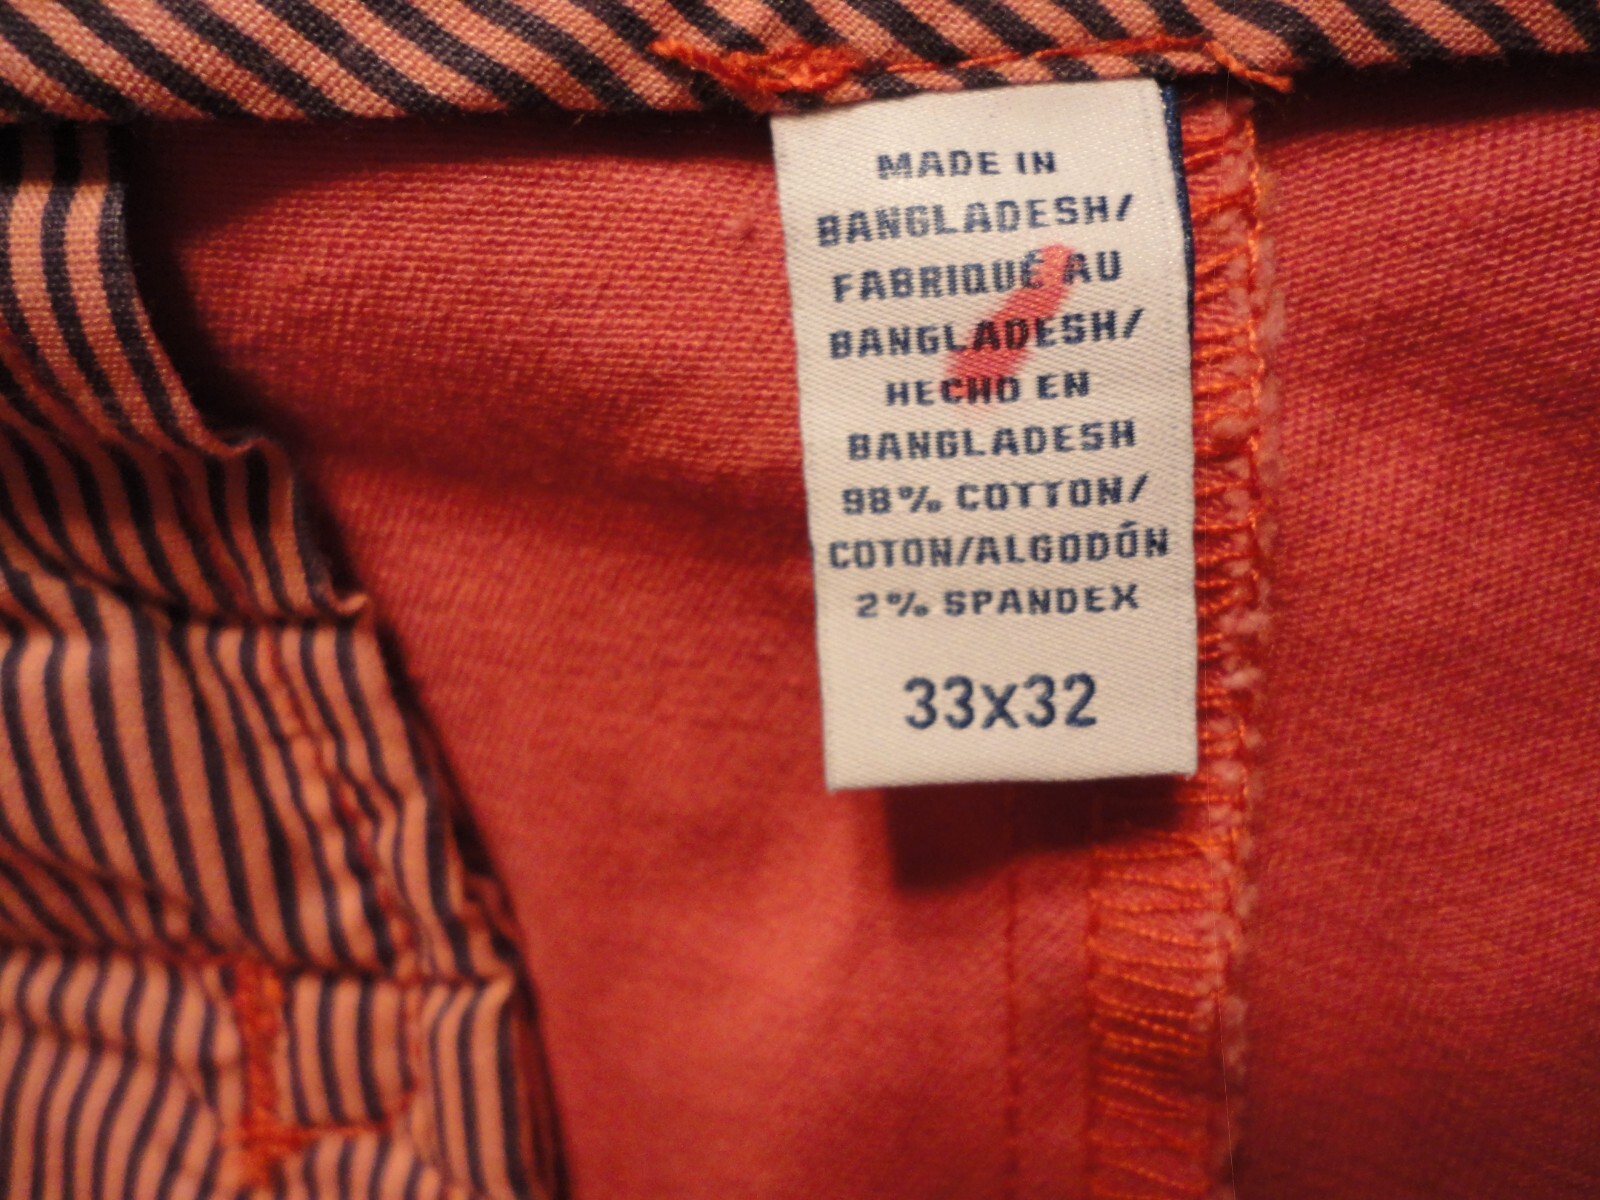 MADE IN
BANGLADESH/
FABRIQUÉ AU
BANGLADESH/
HECHO EN
BANGLADESH
98% COTTON/
COTON/ALGODÓN
2% SPANDEX
33x32